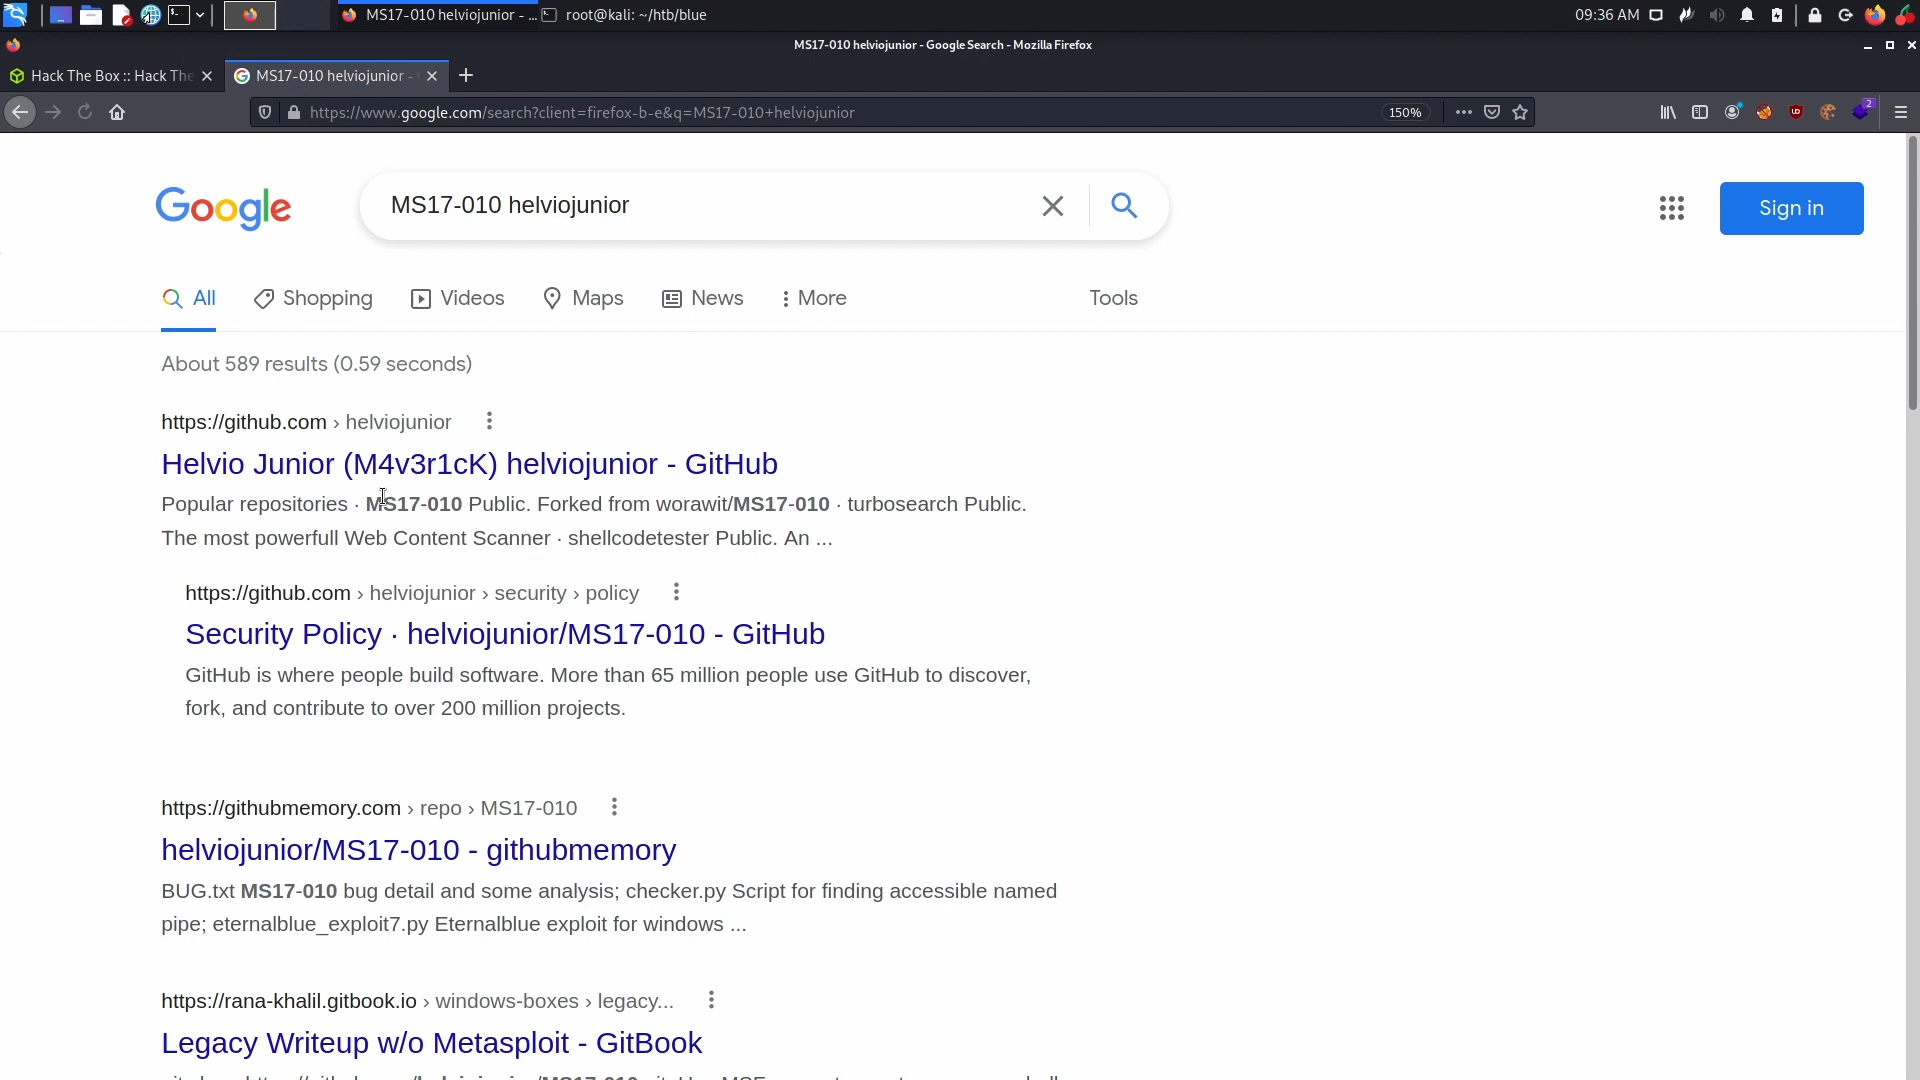 MS17-010 helviojunior - ...
root@kali: ~/htb/blue
09:36 AM
MS17-010 helviojunior - Google Search - Mozilla Firefox
Hack The Box :: Hack The
MS17-010 helviojunior -
https://www.google.com/search?client=firefox-b-e&q=MS17-010+helviojunior
150%
2
Google
MS17-010 helviojunior
Sign in
All
Shopping
Videos
Maps
News
More
Tools
About 589 results (0.59 seconds)
https://github.com › helviojunior
Helvio Junior (M4v3r1cK) helviojunior - GitHub
Popular repositories · MS17-010 Public. Forked from worawit/MS17-010 · turbosearch Public.
The most powerfull Web Content Scanner · shellcodetester Public. An ...
https://github.com › helviojunior › security › policy
Security Policy · helviojunior/MS17-010 - GitHub
GitHub is where people build software. More than 65 million people use GitHub to discover,
fork, and contribute to over 200 million projects.
https://githubmemory.com › repo › MS17-010
helviojunior/MS17-010 - githubmemory
BUG.txt MS17-010 bug detail and some analysis; checker.py Script for finding accessible named
pipe; eternalblue_exploit7.py Eternalblue exploit for windows ...
https://rana-khalil.gitbook.io › windows-boxes › legacy...
Legacy Writeup w/o Metasploit - GitBook